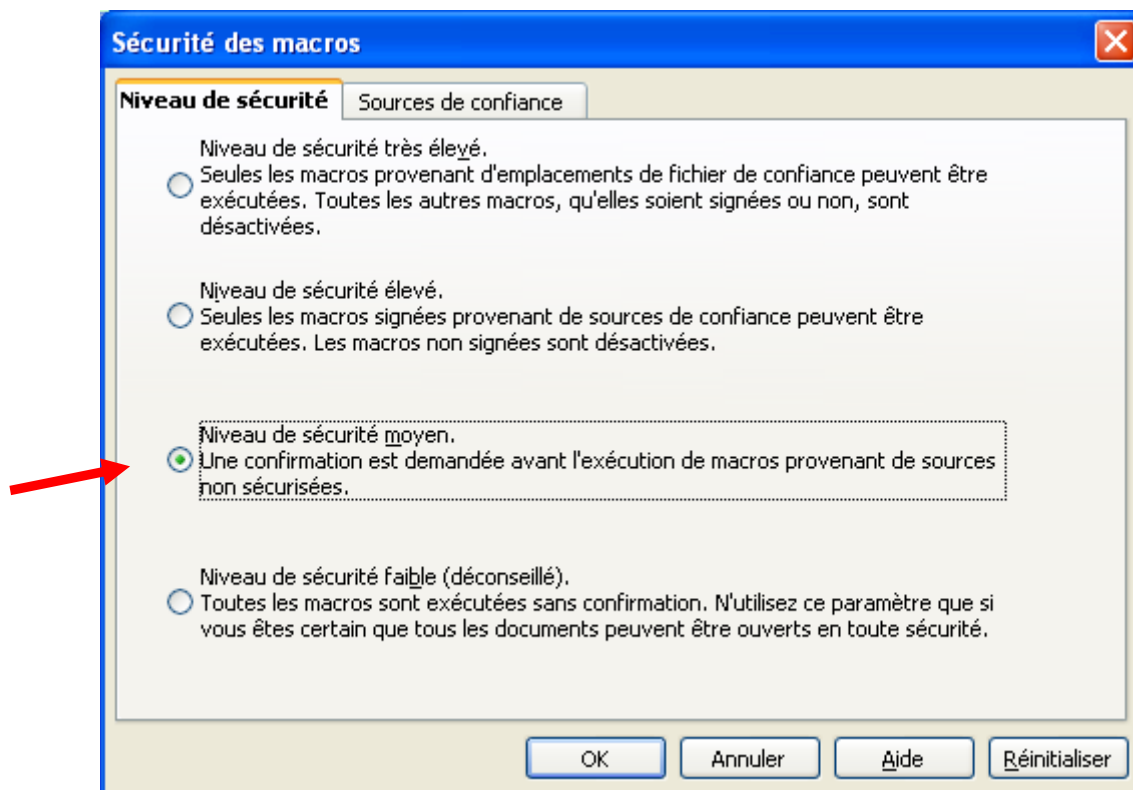 Sécurité des macros
Niveau de sécurité
Sources de confiance
Niveau de sécurité très élevé.
Seules les macros provenant d'emplacements de fichier de confiance peuvent être
exécutées. Toutes les autres macros, qu'elles soient signées ou non, sont
désactivées.
Niveau de sécurité élevé.
Seules les macros signées provenant de sources de confiance peuvent être
exécutées. Les macros non signées sont désactivées.
Niveau de sécurité moyen.
Une confirmation est demandée avant l'exécution de macros provenant de sources
non sécurisées.
Niveau de sécurité faible (déconseillé).
Toutes les macros sont exécutées sans confirmation. N'utilisez ce paramètre que si
vous êtes certain que tous les documents peuvent être ouverts en toute sécurité.
OK
Annuler
Aide
Réinitialiser